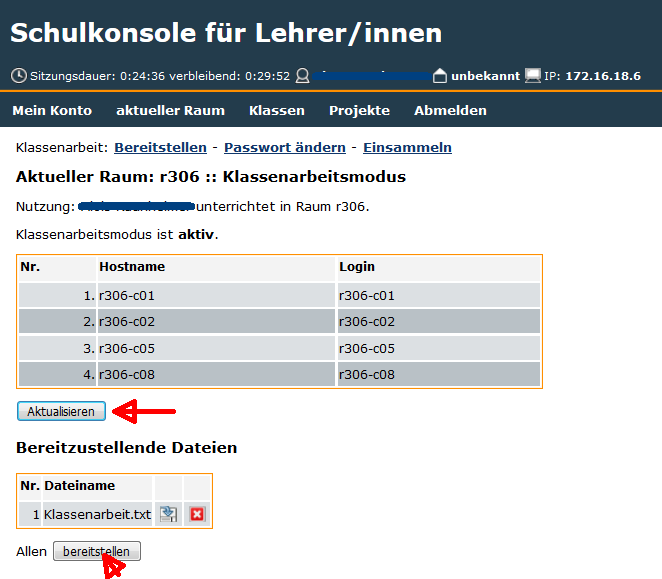 Schulkonsole für Lehrer/innen
Sitzungsdauer: 0:24:36 verbleibend: 0:29:52 unbekannt IP: 172.16.18.6
Mein Konto aktueller Raum Klassen Projekte Abmelden
Klassenarbeit: Bereitstellen - Passwort ändern - Einsammeln
Aktueller Raum: r306 :: Klassenarbeitsmodus
Nutzung: unterrichtet in Raum r306.
Klassenarbeitsmodus ist aktiv.
Nr. Hostname Login
1. r306-c01 r306-c01
2. r306-c02 r306-c02
3. r306-c05 r306-c05
4. r306-c08 r306-c08
Aktualisieren
Bereitzustellende Dateien
Nr. Dateiname
1 Klassenarbeit.txt
Allen bereitstellen